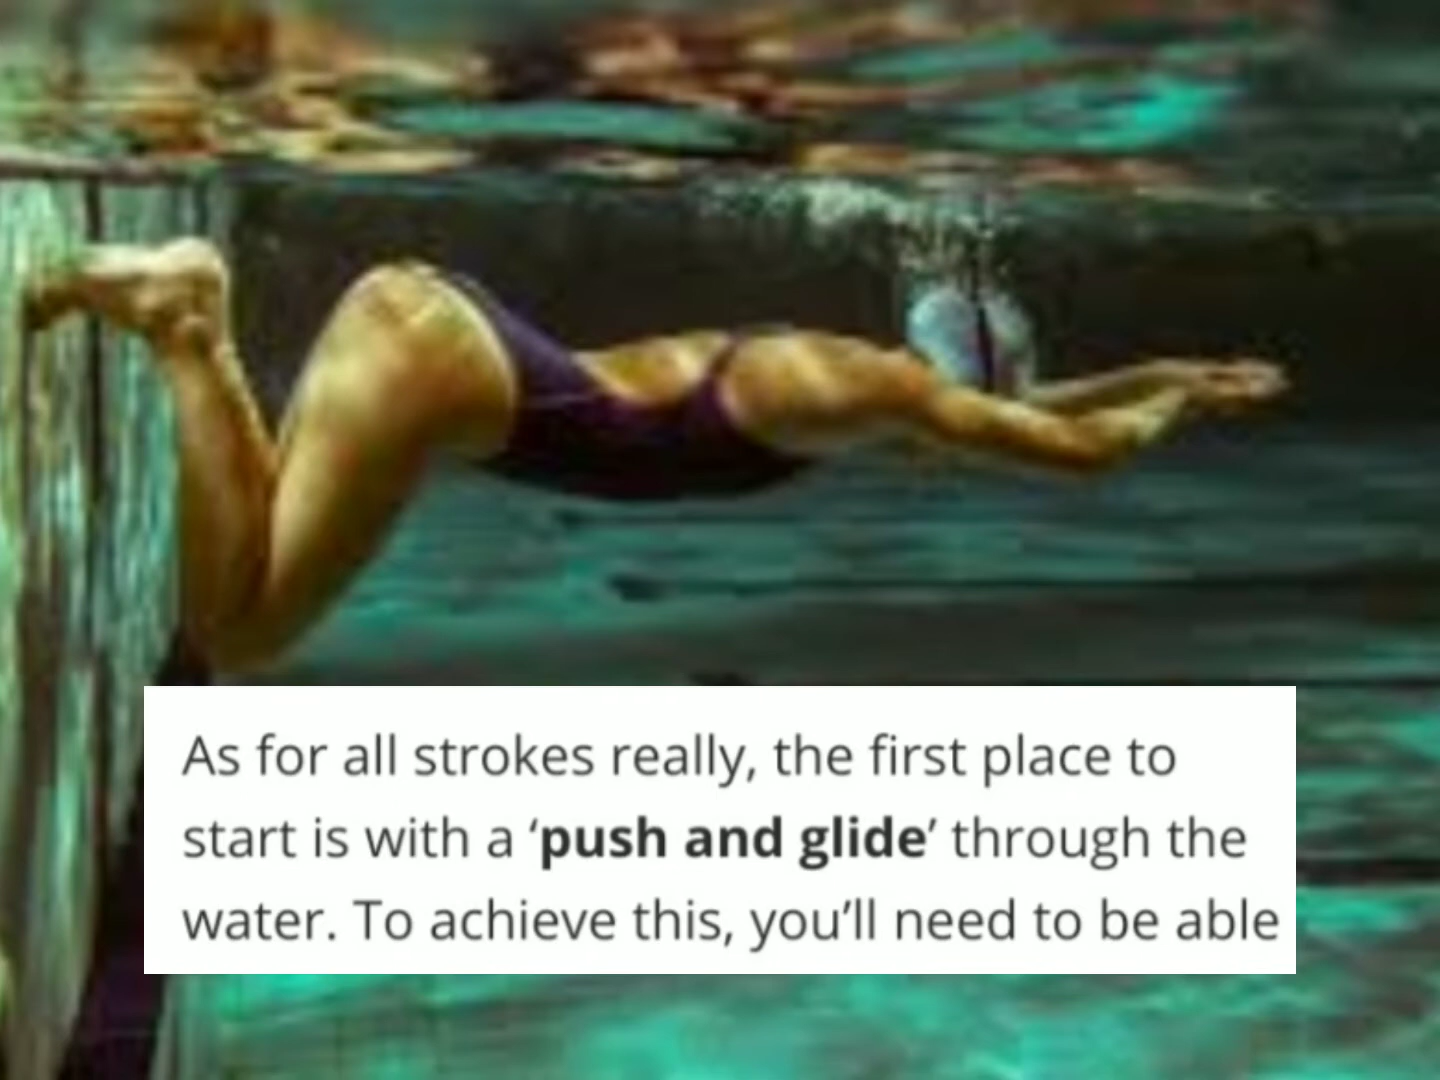 As for all strokes really, the first place to
start is with a ‘push and glide’ through the
water. To achieve this, you’ll need to be able